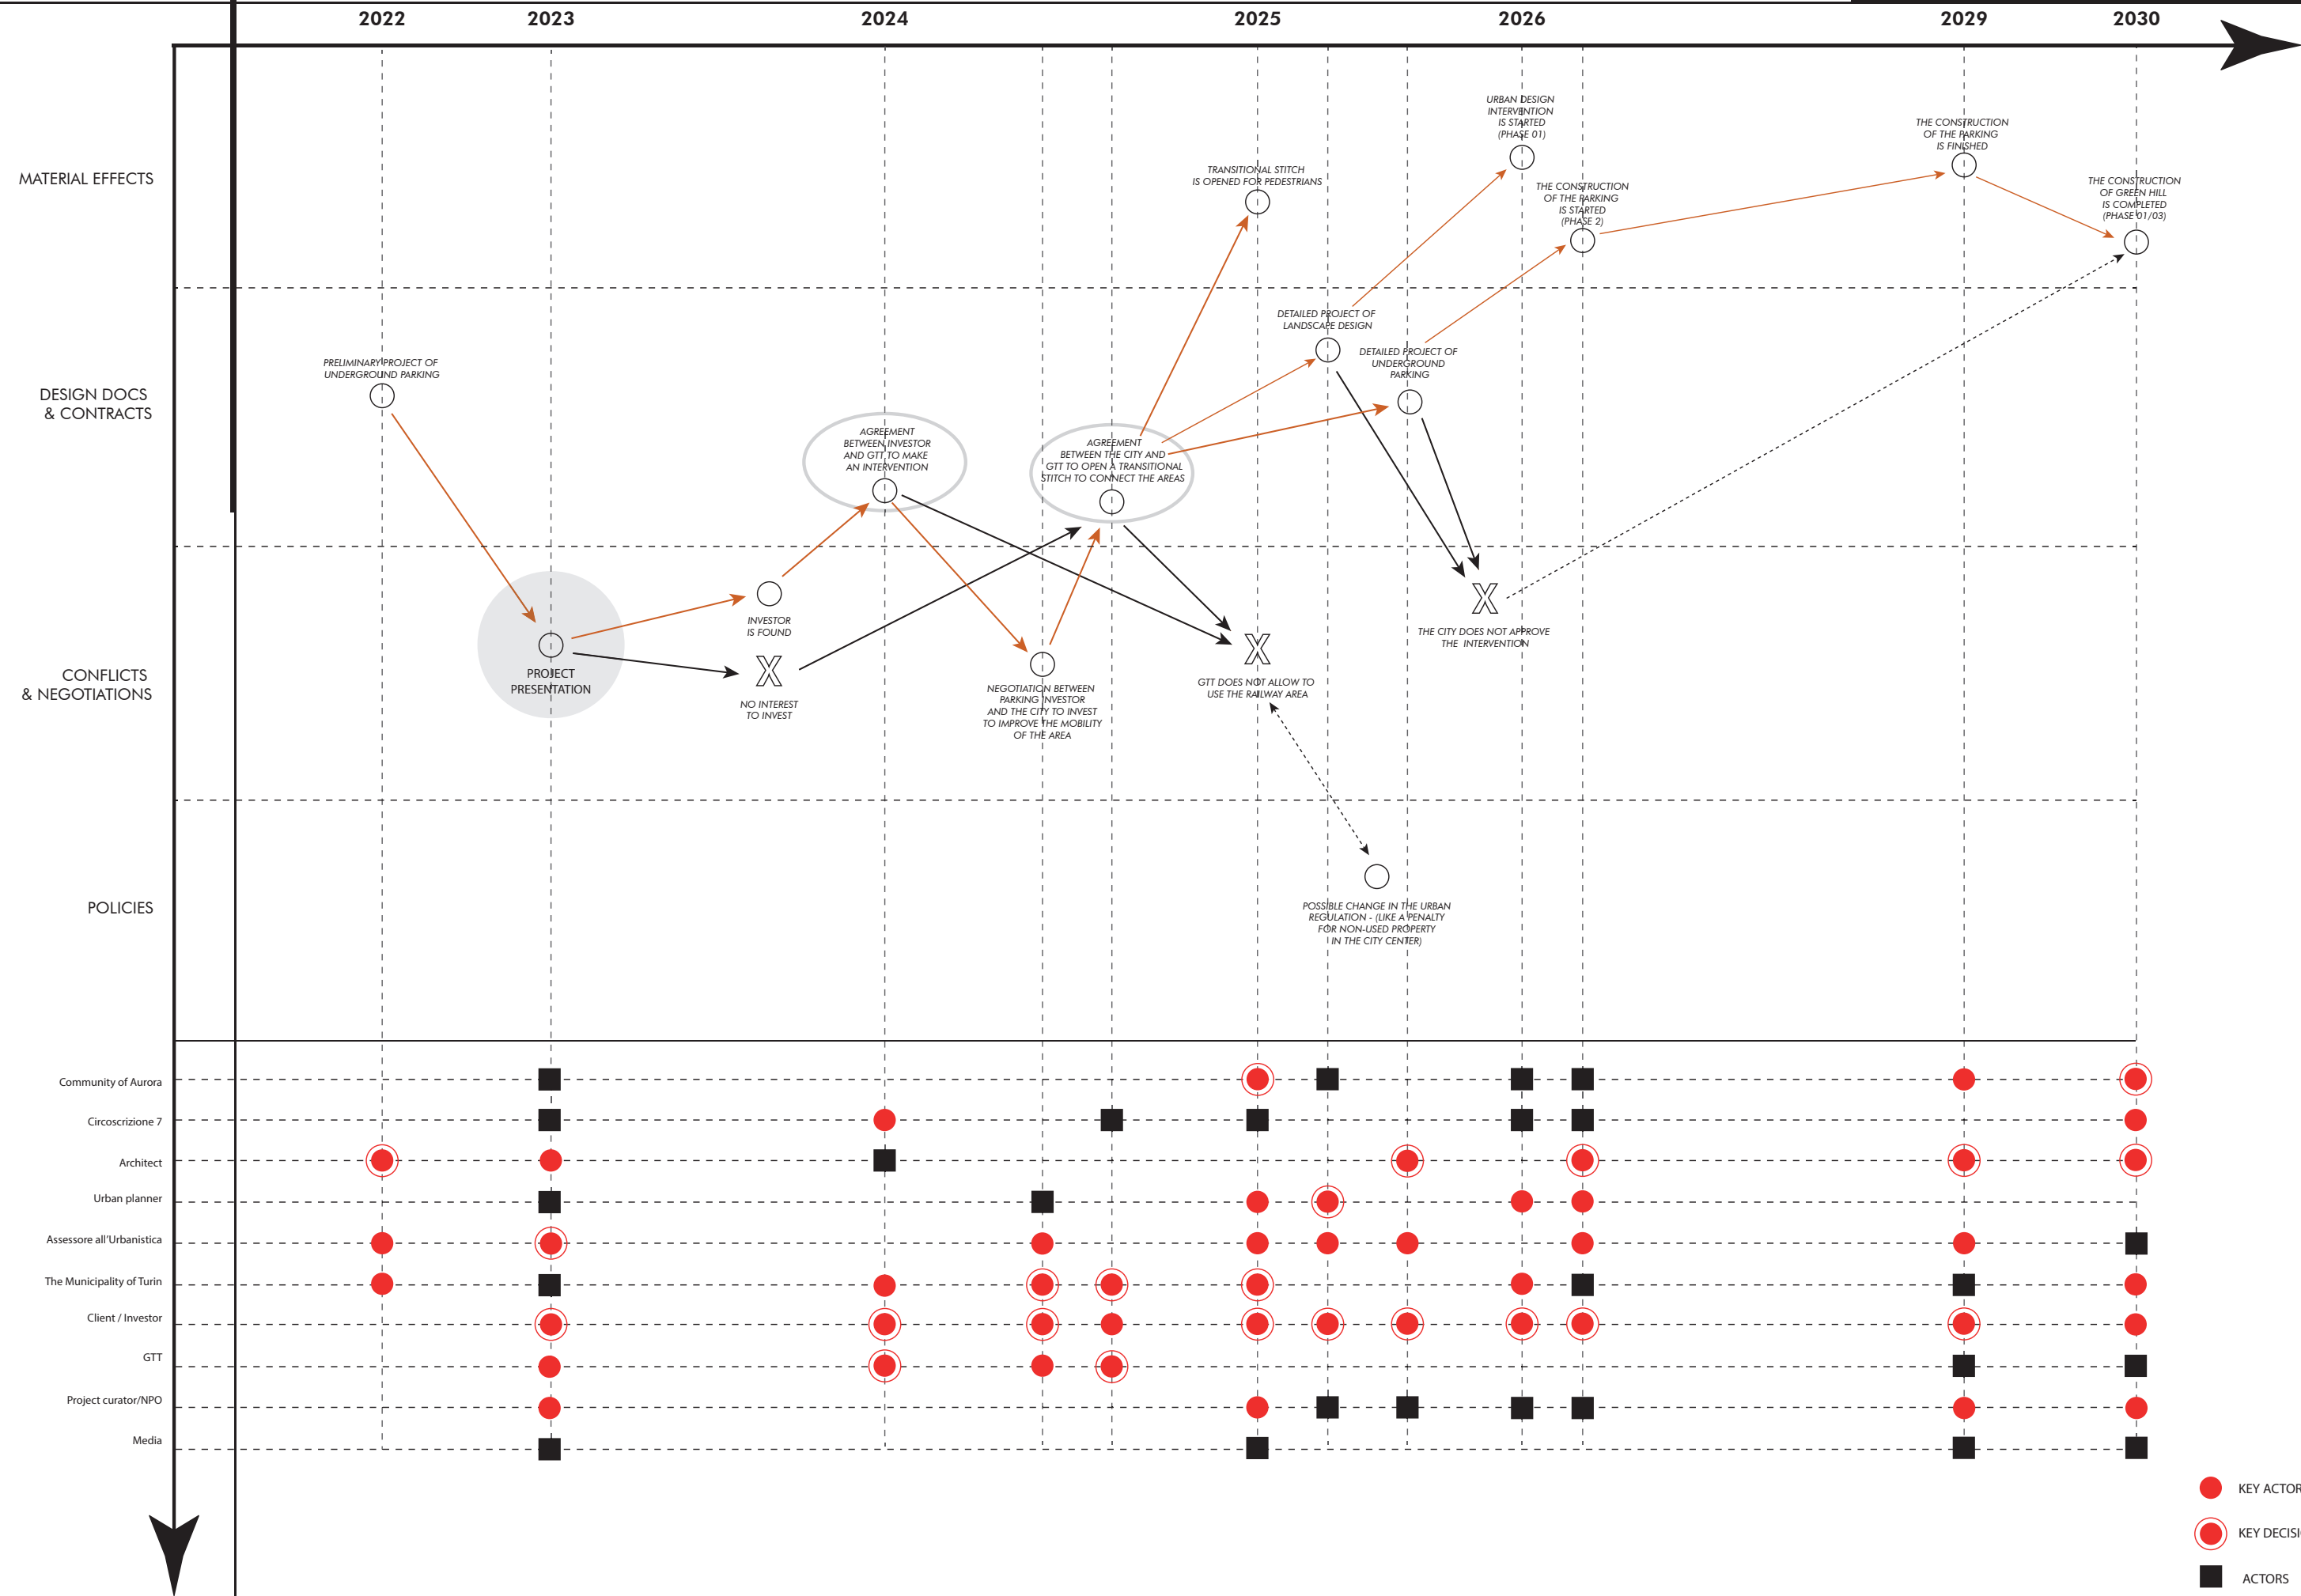 2022 2023 2024 2025 2026 2029 2030
MATERIAL EFFECTS
URBAN DESIGN
INTERVENTION
IS STARTED
(PHASE 01)
TRANSITIONAL STITCH
IS OPENED FOR PEDESTRIANS
THE CONSTRUCTION
OF THE PARKING
IS STARTED
(PHASE 2)
THE CONSTRUCTION
OF THE PARKING
IS FINISHED
THE CONSTRUCTION
OF GREEN HILL
IS COMPLETED
(PHASE 01/03)
DESIGN DOCS
& CONTRACTS
PRELIMINARY PROJECT OF
UNDERGROUND PARKING
AGREEMENT
BETWEEN INVESTOR
AND GTT TO MAKE
AN INTERVENTION
AGREEMENT
BETWEEN THE CITY AND
GTT TO OPEN A TRANSITIONAL
STITCH TO CONNECT THE AREAS
DETAILED PROJECT OF
LANDSCAPE DESIGN
DETAILED PROJECT OF
UNDERGROUND
PARKING
CONFLICTS
& NEGOTIATIONS
PROJECT
PRESENTATION
INVESTOR
IS FOUND
X
NO INTEREST
TO INVEST
NEGOTIATION BETWEEN
PARKING INVESTOR
AND THE CITY TO INVEST
TO IMPROVE THE MOBILITY
OF THE AREA
X
GTT DOES NOT ALLOW TO
USE THE RAILWAY AREA
X
THE CITY DOES NOT APPROVE
THE INTERVENTION
POLICIES
POSSIBLE CHANGE IN THE URBAN
REGULATION - (LIKE A PENALTY
FOR NON-USED PROPERTY
IN THE CITY CENTER)
Community of Aurora
Circoscrizione 7
Architect
Urban planner
Assessore all'Urbanistica
The Municipality of Turin
Client / Investor
GTT
Project curator/NPO
Media
KEY ACTOR
KEY DECISI
ACTORS